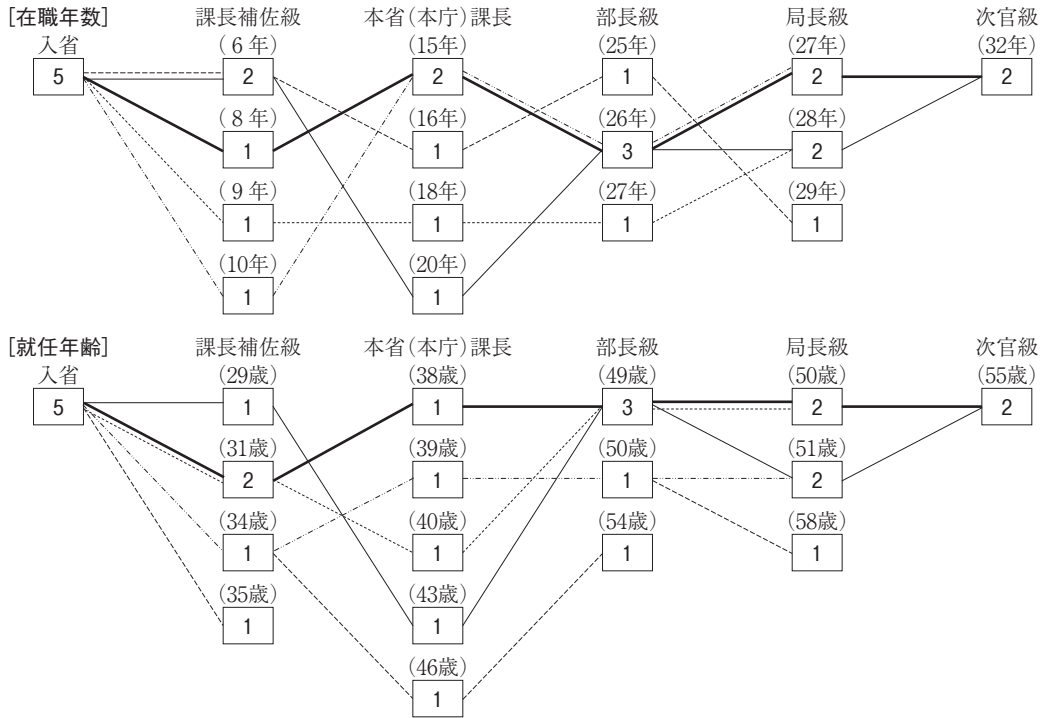 [在職年数] 課長補佐級 本省(本庁)課長 部長級 局長級 次官級
入省 (6年) (15年) (25年) (27年) (32年)
5 2 2 1 2 2
(8年) (16年) (26年) (28年)
1 1 3 2
(9年) (18年) (27年) (29年)
1 1 1 1
(10年) (20年)
1 1
[就任年齢] 課長補佐級 本省(本庁)課長 部長級 局長級 次官級
入省 (29歳) (38歳) (49歳) (50歳) (55歳)
5 1 1 3 2 2
(31歳) (39歳) (50歳) (51歳)
2 1 1 2
(34歳) (40歳) (54歳) (58歳)
1 1 1 1
(35歳) (43歳)
1 1
(46歳)
1